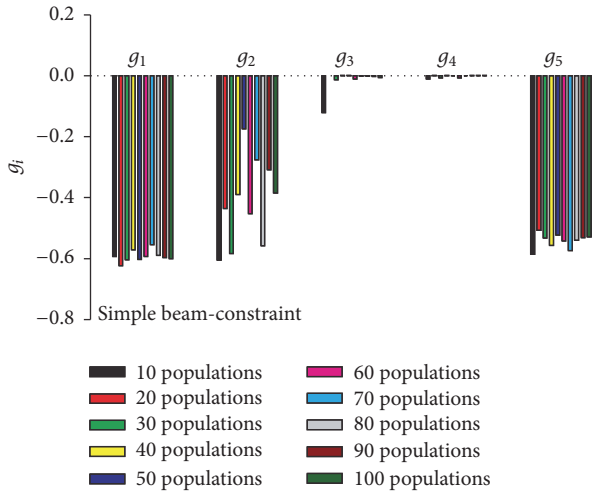 0.2
g1 g2 g3 g4 g5
0.0
−0.2
gi
−0.4
−0.6
−0.8
Simple beam-constraint
10 populations
20 populations
30 populations
40 populations
50 populations
60 populations
70 populations
80 populations
90 populations
100 populations